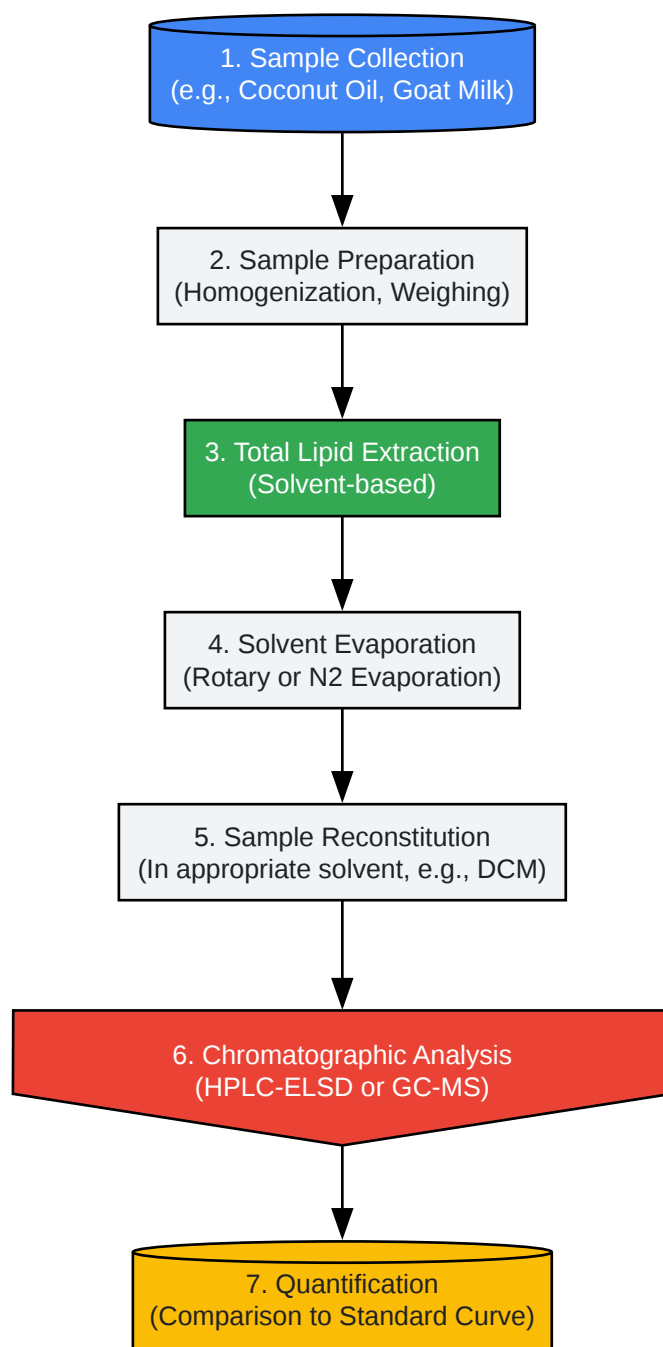 1. Sample Collection
(e.g., Coconut Oil, Goat Milk)
2. Sample Preparation
(Homogenization, Weighing)
3. Total Lipid Extraction
(Solvent-based)
4. Solvent Evaporation
(Rotary or N2 Evaporation)
5. Sample Reconstitution
(In appropriate solvent, e.g., DCM)
6. Chromatographic Analysis
(HPLC-ELSD or GC-MS)
7. Quantification
(Comparison to Standard Curve)